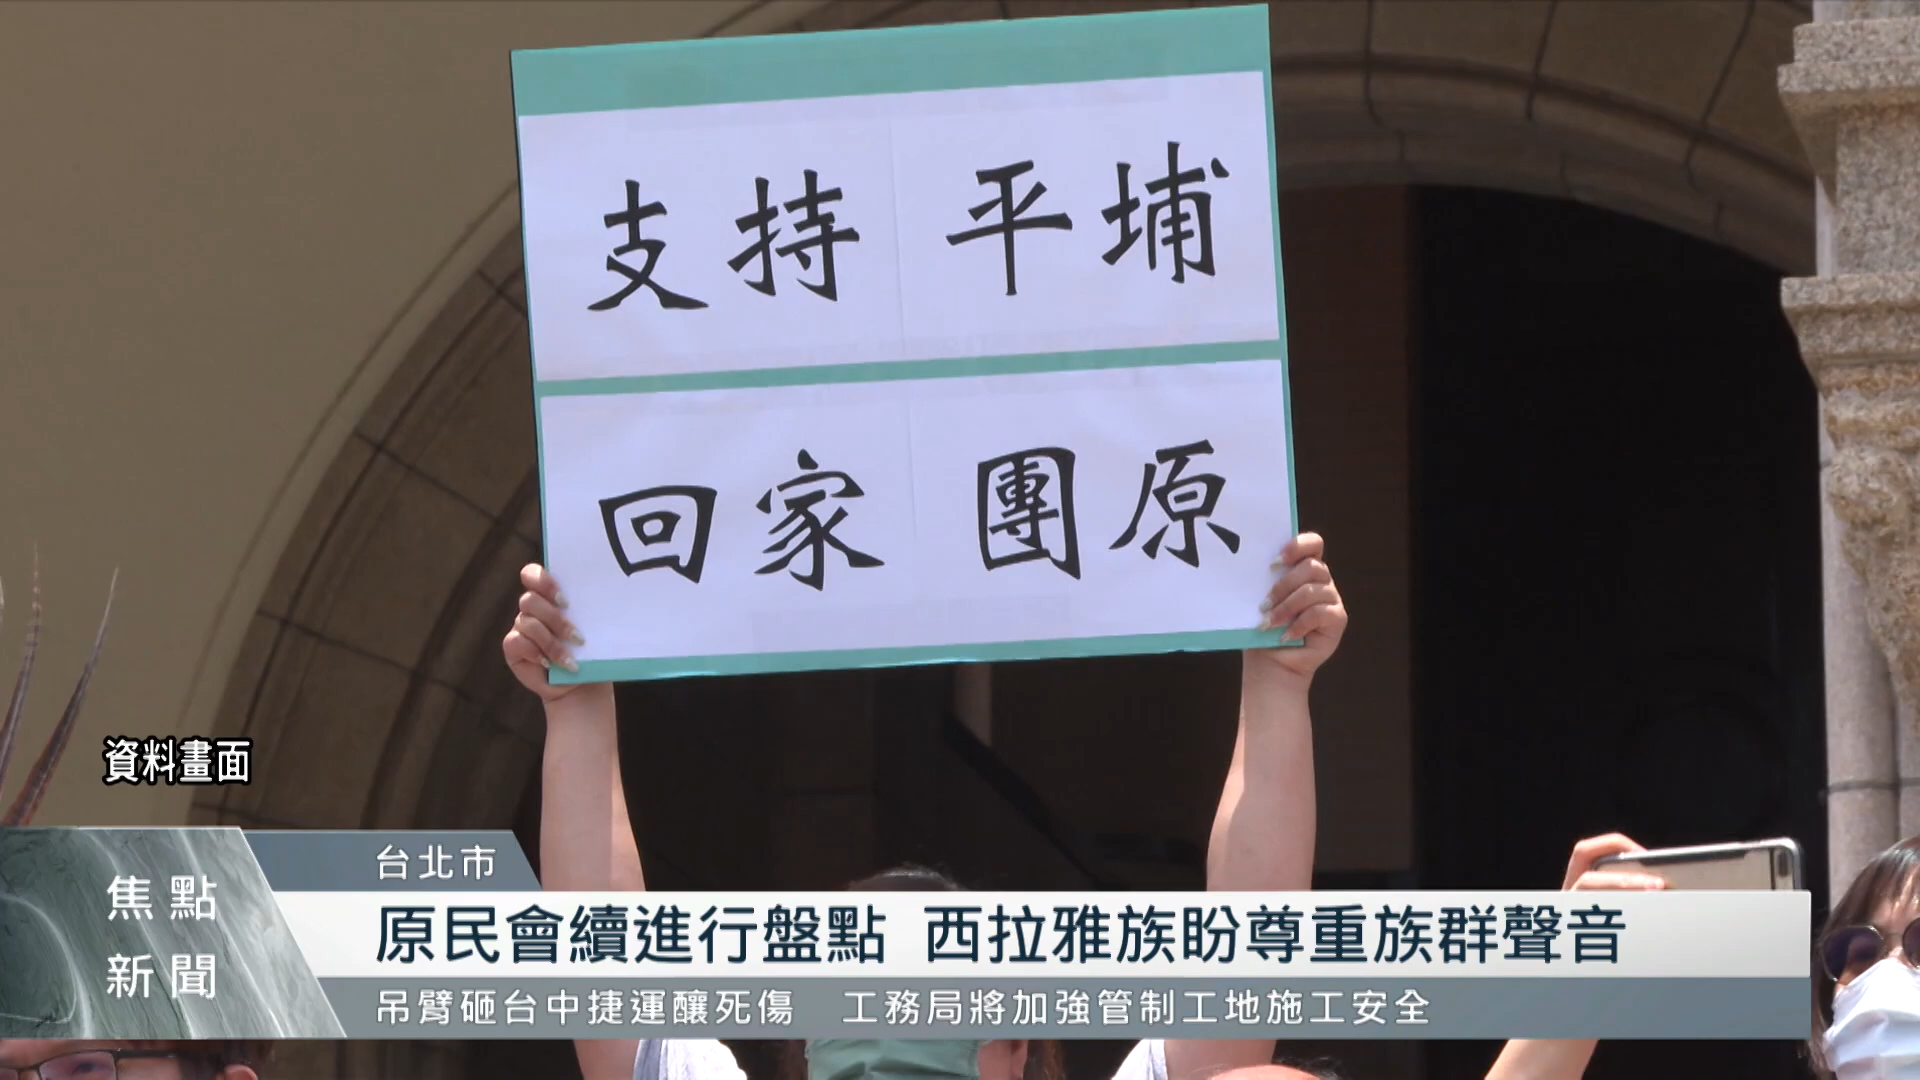 支持 平埔
回家 團原
資料畫面
台北市
焦點
新聞
原民會續進行盤點 西拉雅族盼尊重族群聲音
吊臂砸台中捷運釀死傷 工務局將加強管制工地施工安全